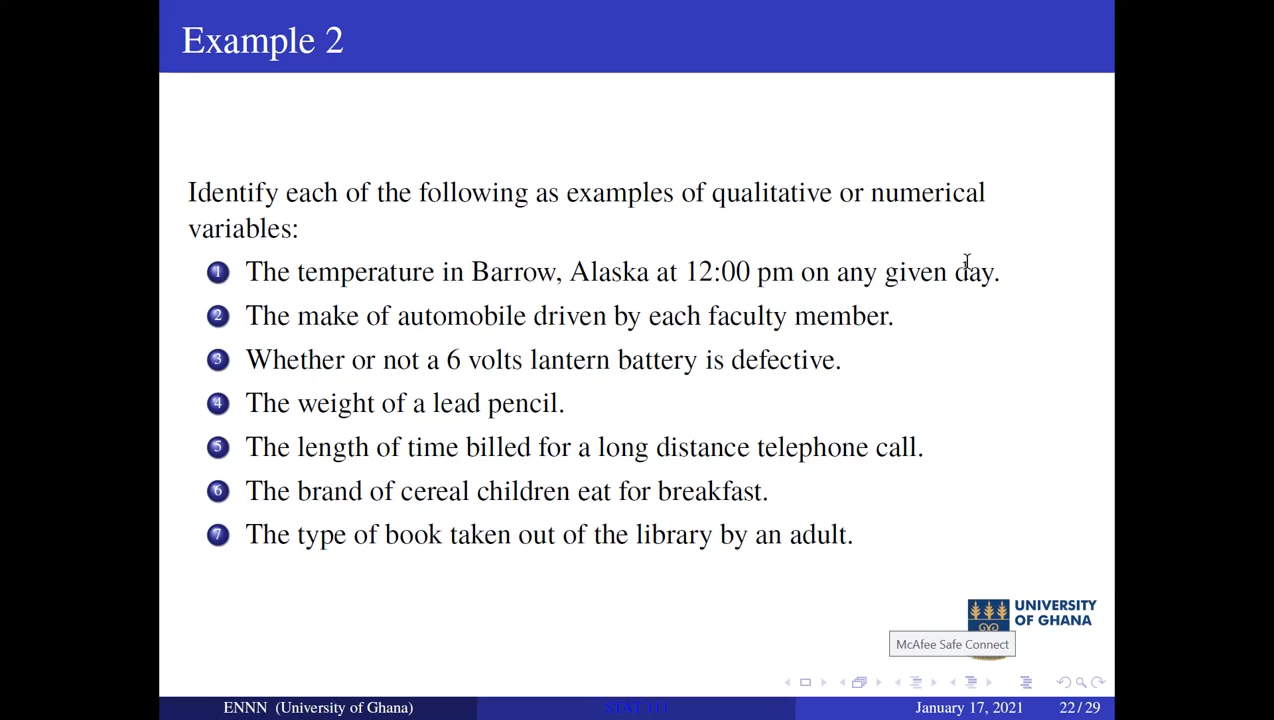 Example 2
Identify each of the following as examples of qualitative or numerical
variables:
1 The temperature in Barrow, Alaska at 12:00 pm on any given day.
2 The make of automobile driven by each faculty member.
3 Whether or not a 6 volts lantern battery is defective.
4 The weight of a lead pencil.
5 The length of time billed for a long distance telephone call.
6 The brand of cereal children eat for breakfast.
7 The type of book taken out of the library by an adult.
UNIVERSITY
OF GHANA
McAfee Safe Connect
ENNN (University of Ghana) STAT 111 January 17, 2021 22 / 29